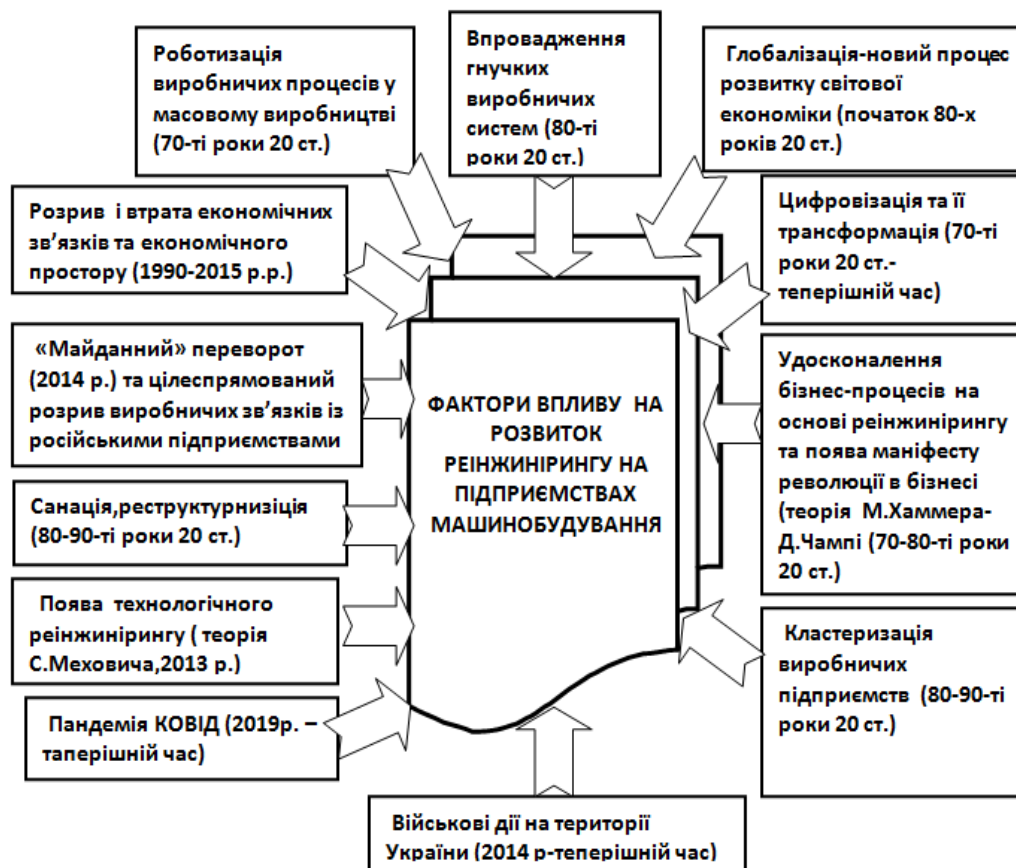 Роботизація
виробничих процесів у
масовому виробництві
(70-ті роки 20 ст.)
Впровадження
гнучких
виробничих
систем (80-ті
роки 20 ст.)
Глобалізація-новий процес
розвитку світової
економіки (початок 80-х
років 20 ст.)
Розрив і втрата економічних
зв’язків та економічного
простору (1990-2015 р.р.)
Цифровізація та її
трансформація (70-ті
роки 20 ст.-
теперішній час)
«Майданний» переворот
(2014 р.) та цілеспрямований
розрив виробничих зв’язків із
російськими підприємствами
ФАКТОРИ ВПЛИВУ НА
РОЗВИТОК
РЕІНЖИНІРИНГУ НА
ПІДПРИЄМСТВАХ
МАШИНОБУДУВАННЯ
Удосконалення
бізнес-процесів на
основі реінжинірингу
та поява маніфесту
революції в бізнесі
(теорія М.Хаммера-
Д.Чампі (70-80-ті роки
20 ст.)
Санація,реструктурнизіція
(80-90-ті роки 20 ст.)
Поява технологічного
реінжинірингу ( теорія
С.Меховича,2013 р.)
Кластеризація
виробничих
підприємств (80-90-ті
роки 20 ст.)
Пандемія КОВІД (2019р. –
таперішній час)
Військові дії на території
України (2014 р-теперішній час)